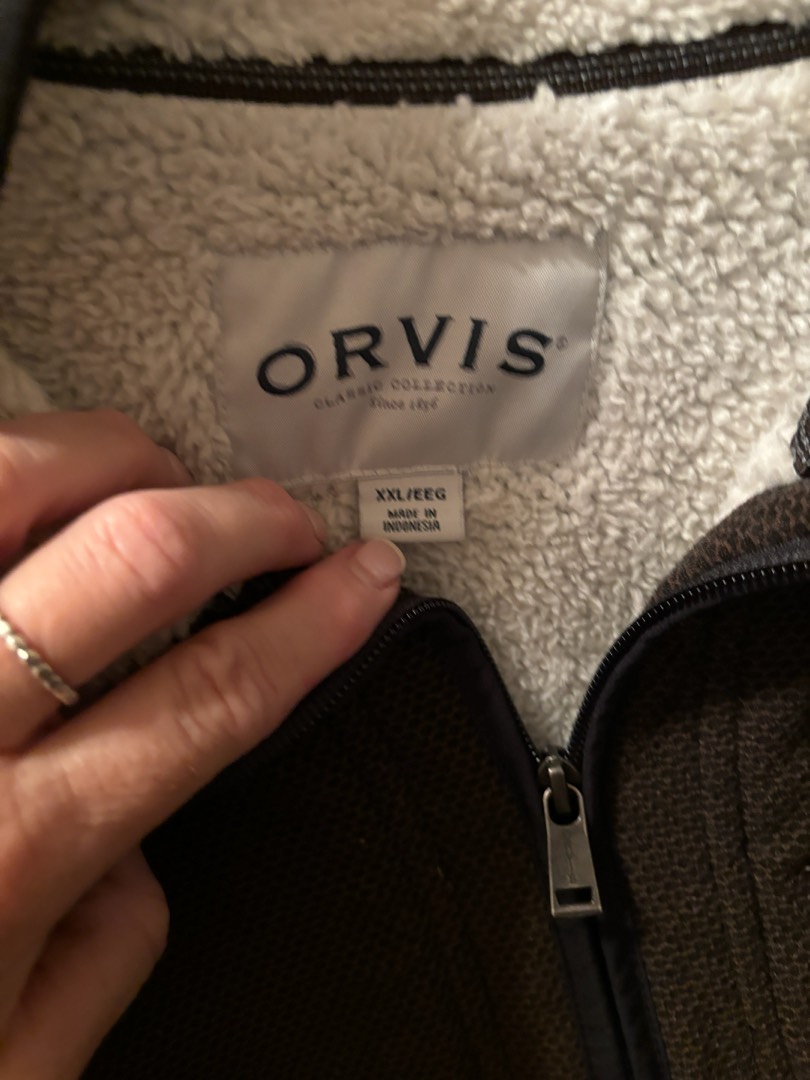 ORVIS®
CLASSIC COLLECTION
Since 1856
XXL/EEG
MADE IN
INDONESIA